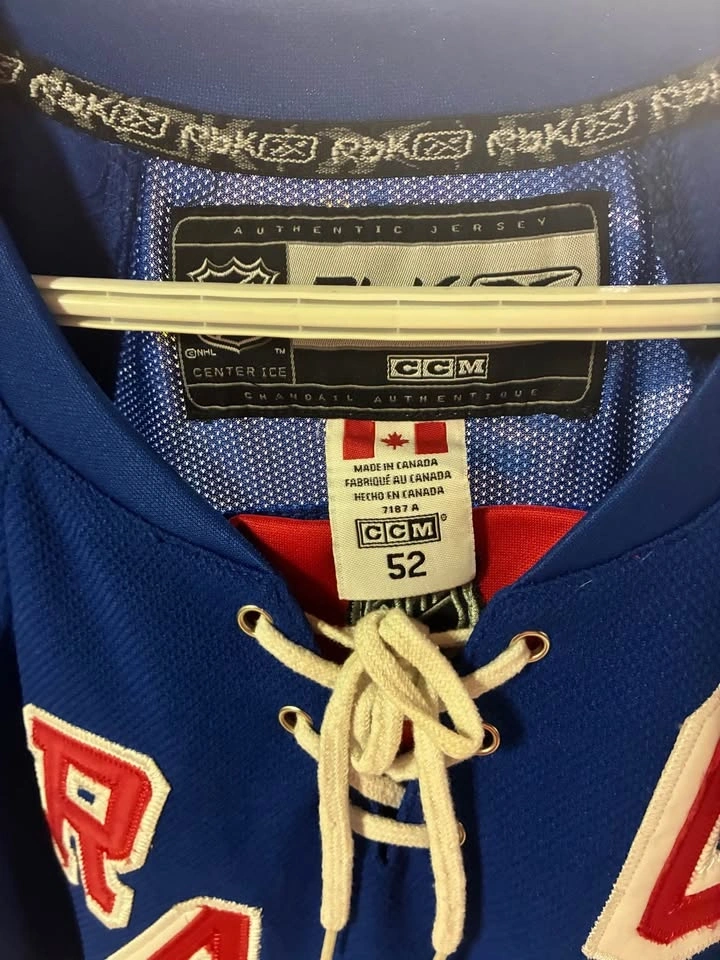 RbK RbK RbK RbK RbK
AUTHENTIC JERSEY
©NHL TM
CENTER ICE
CCM
CHANDAIL AUTHENTIQUE
MADE IN CANADA
FABRIQUÉ AU CANADA
HECHO EN CANADA
7187 A
CCM®
52
R
A